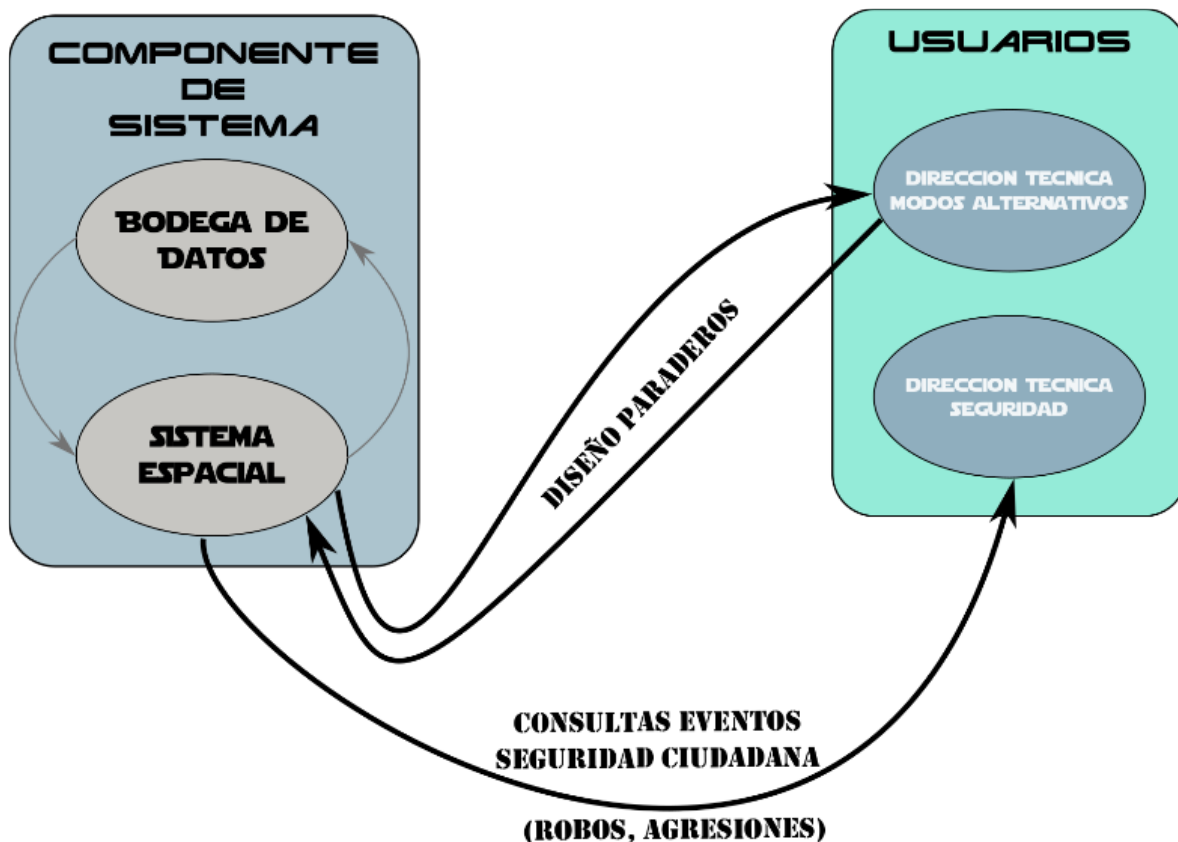 COMPONENTE
DE
SISTEMA
BODEGA DE
DATOS
SISTEMA
ESPACIAL
USUARIOS
DIRECCION TECNICA
MODOS ALTERNATIVOS
DIRECCION TECNICA
SEGURIDAD
DISEÑO PARADEROS
CONSULTAS EVENTOS
SEGURIDAD CIUDADANA
(ROBOS, AGRESIONES)